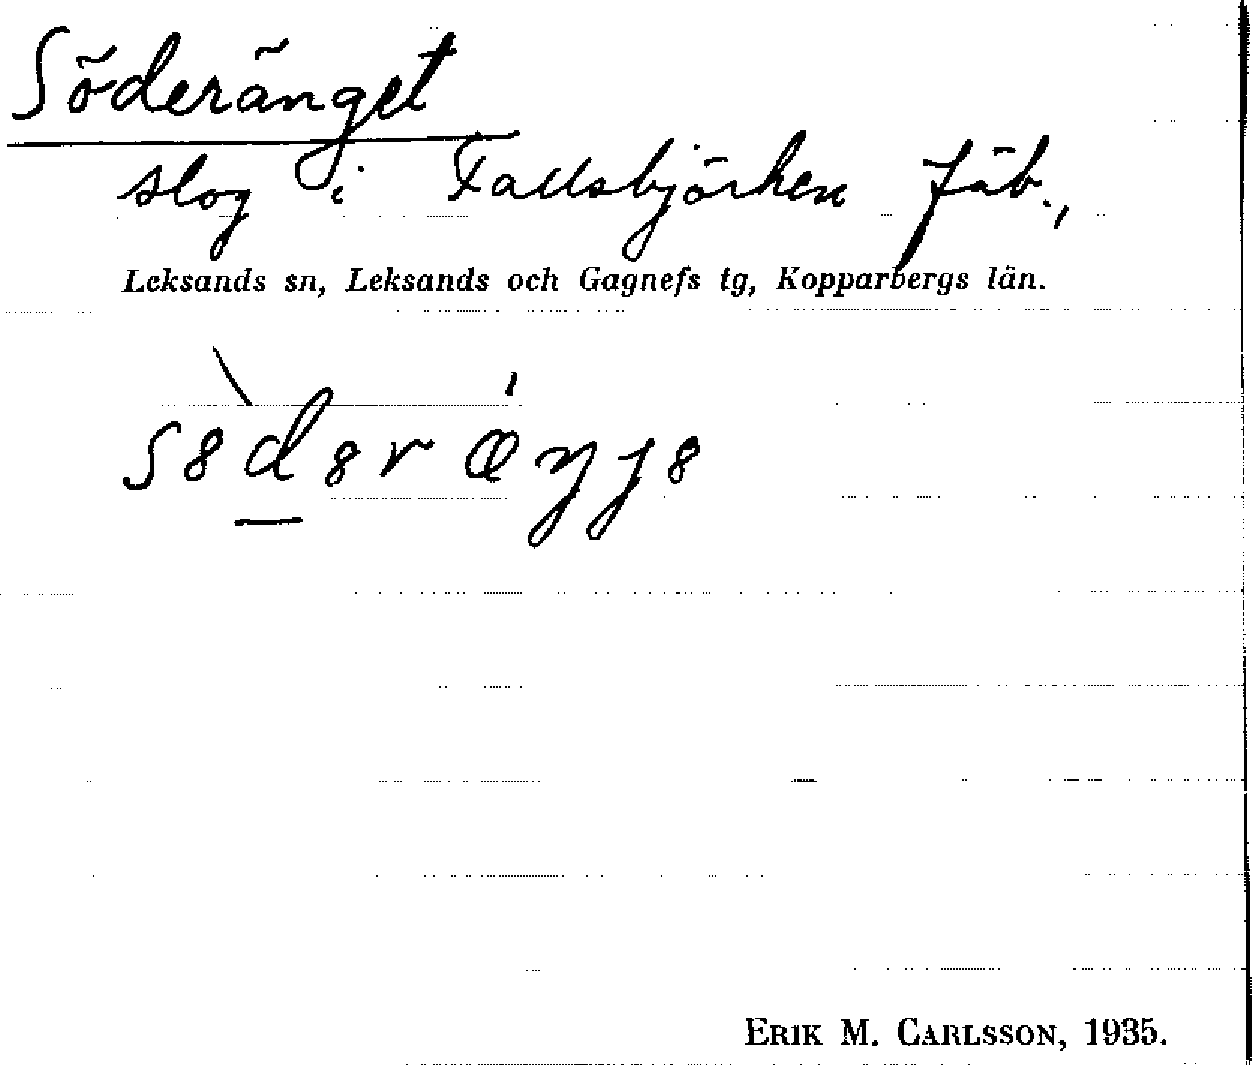 Söderänget
slog i Fallsbjörken fäb.,
Leksands sn, Leksands och Gagnefs tg, Kopparbergs län.
ERIK M. CARLSSON, 1935.